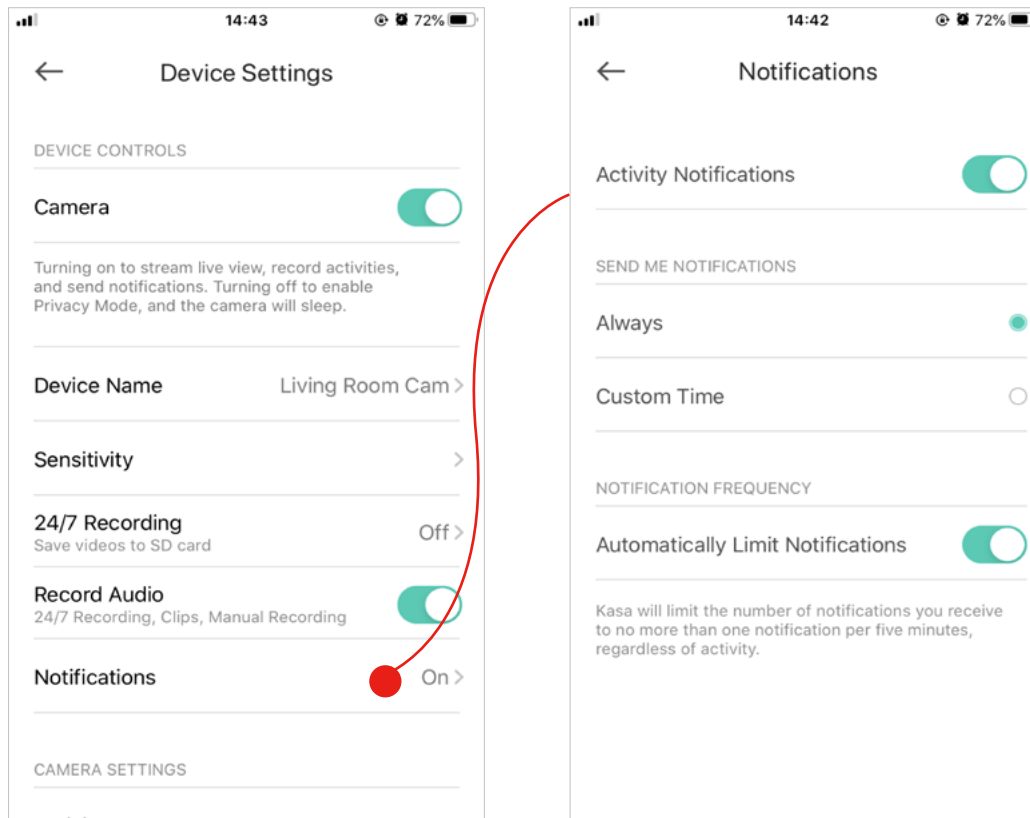 14:43
72%
Device Settings
DEVICE CONTROLS
Camera
Turning on to stream live view, record activities,
and send notifications. Turning off to enable
Privacy Mode, and the camera will sleep.
Device Name
Living Room Cam
Sensitivity
24/7 Recording
Save videos to SD card
Off
Record Audio
24/7 Recording, Clips, Manual Recording
Notifications
On
CAMERA SETTINGS
14:42
72%
Notifications
Activity Notifications
SEND ME NOTIFICATIONS
Always
Custom Time
NOTIFICATION FREQUENCY
Automatically Limit Notifications
Kasa will limit the number of notifications you receive
to no more than one notification per five minutes,
regardless of activity.